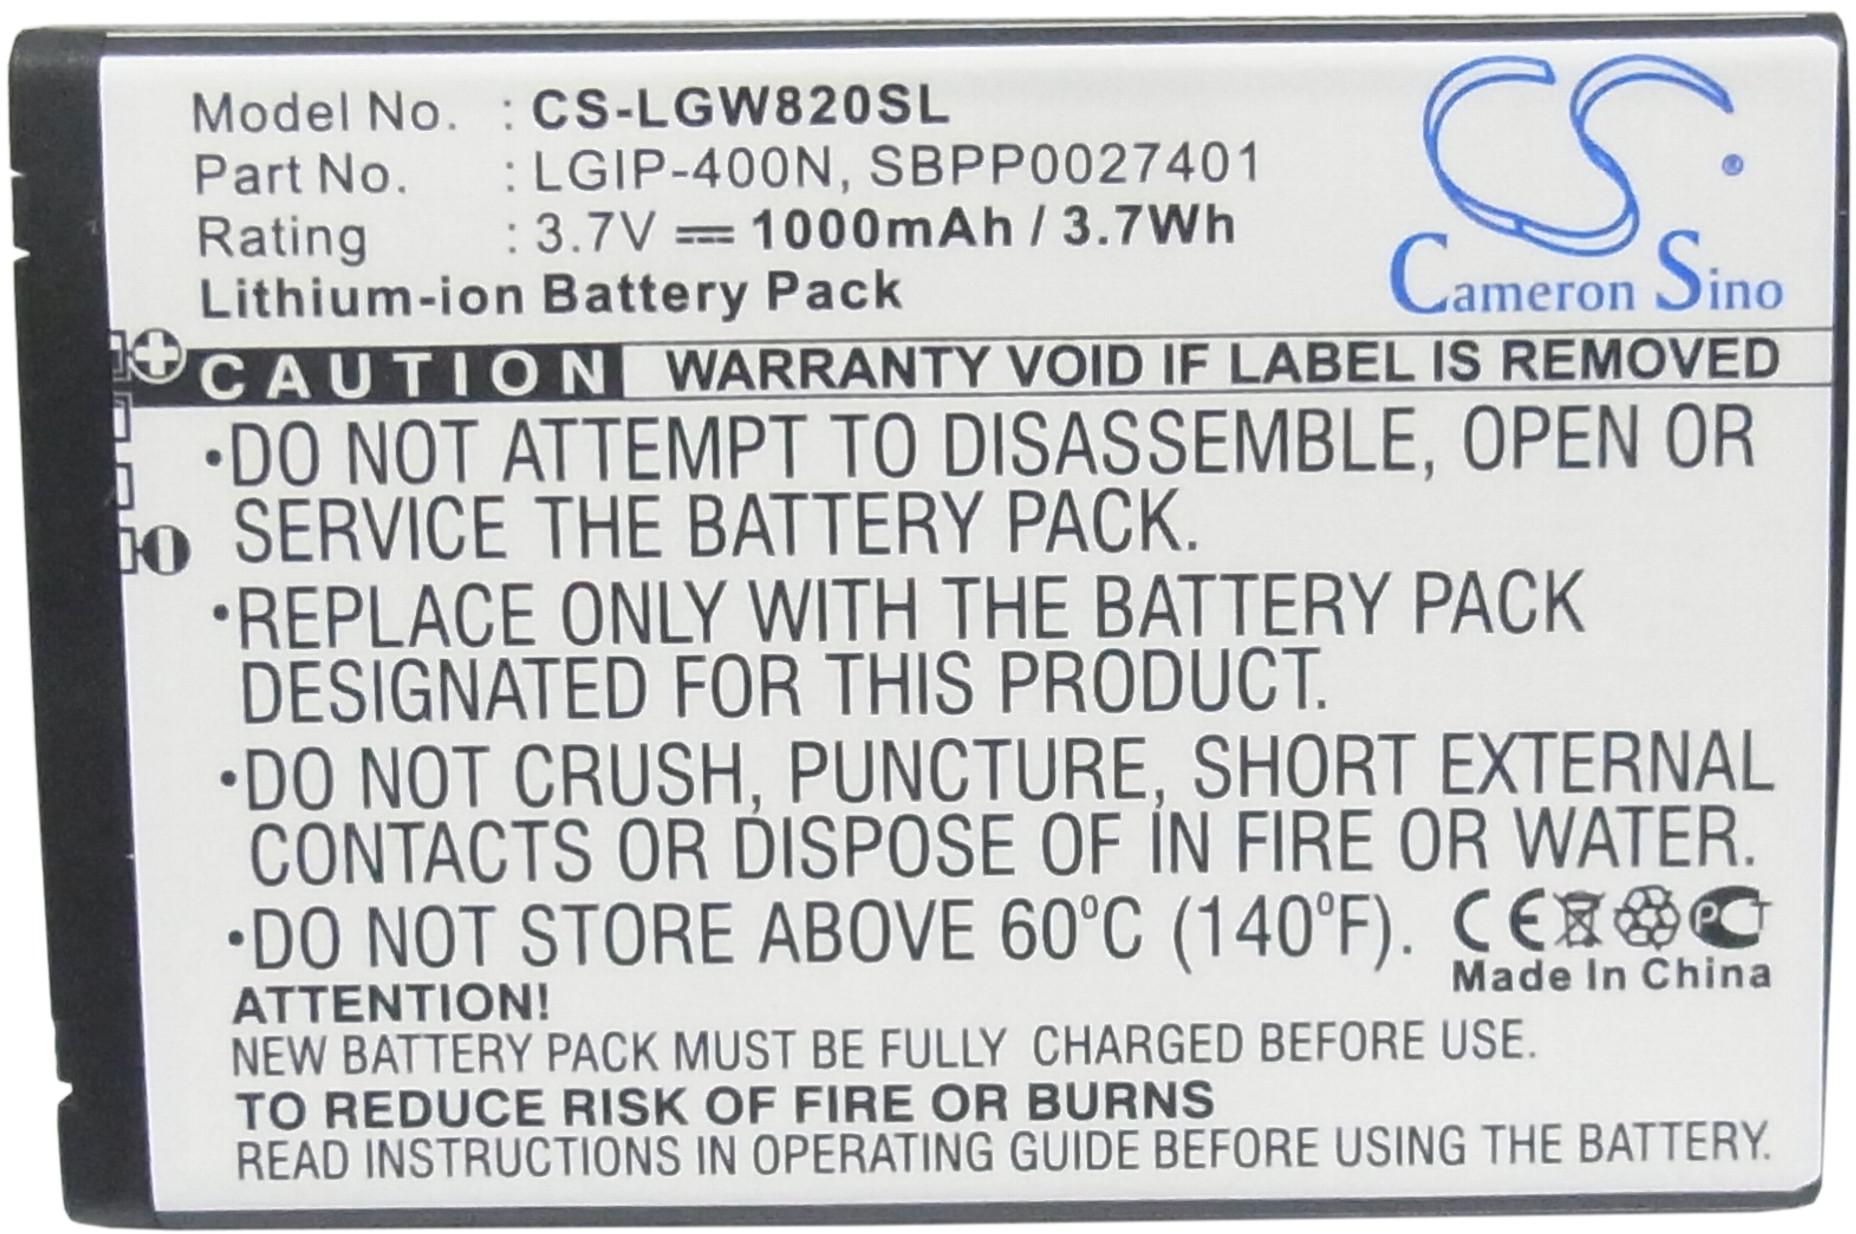 Model No. : CS-LGW820SL
Part No. : LGIP-400N, SBPP0027401
Rating : 3.7V ⎓ 1000mAh / 3.7Wh
Lithium-ion Battery Pack
CS®
Cameron Sino
CAUTION WARRANTY VOID IF LABEL IS REMOVED
•DO NOT ATTEMPT TO DISASSEMBLE, OPEN OR
SERVICE THE BATTERY PACK.
•REPLACE ONLY WITH THE BATTERY PACK
DESIGNATED FOR THIS PRODUCT.
•DO NOT CRUSH, PUNCTURE, SHORT EXTERNAL
CONTACTS OR DISPOSE OF IN FIRE OR WATER.
•DO NOT STORE ABOVE 60°C (140°F). CE PCT
Made In China
ATTENTION!
NEW BATTERY PACK MUST BE FULLY CHARGED BEFORE USE.
TO REDUCE RISK OF FIRE OR BURNS
READ INSTRUCTIONS IN OPERATING GUIDE BEFORE USING THE BATTERY.